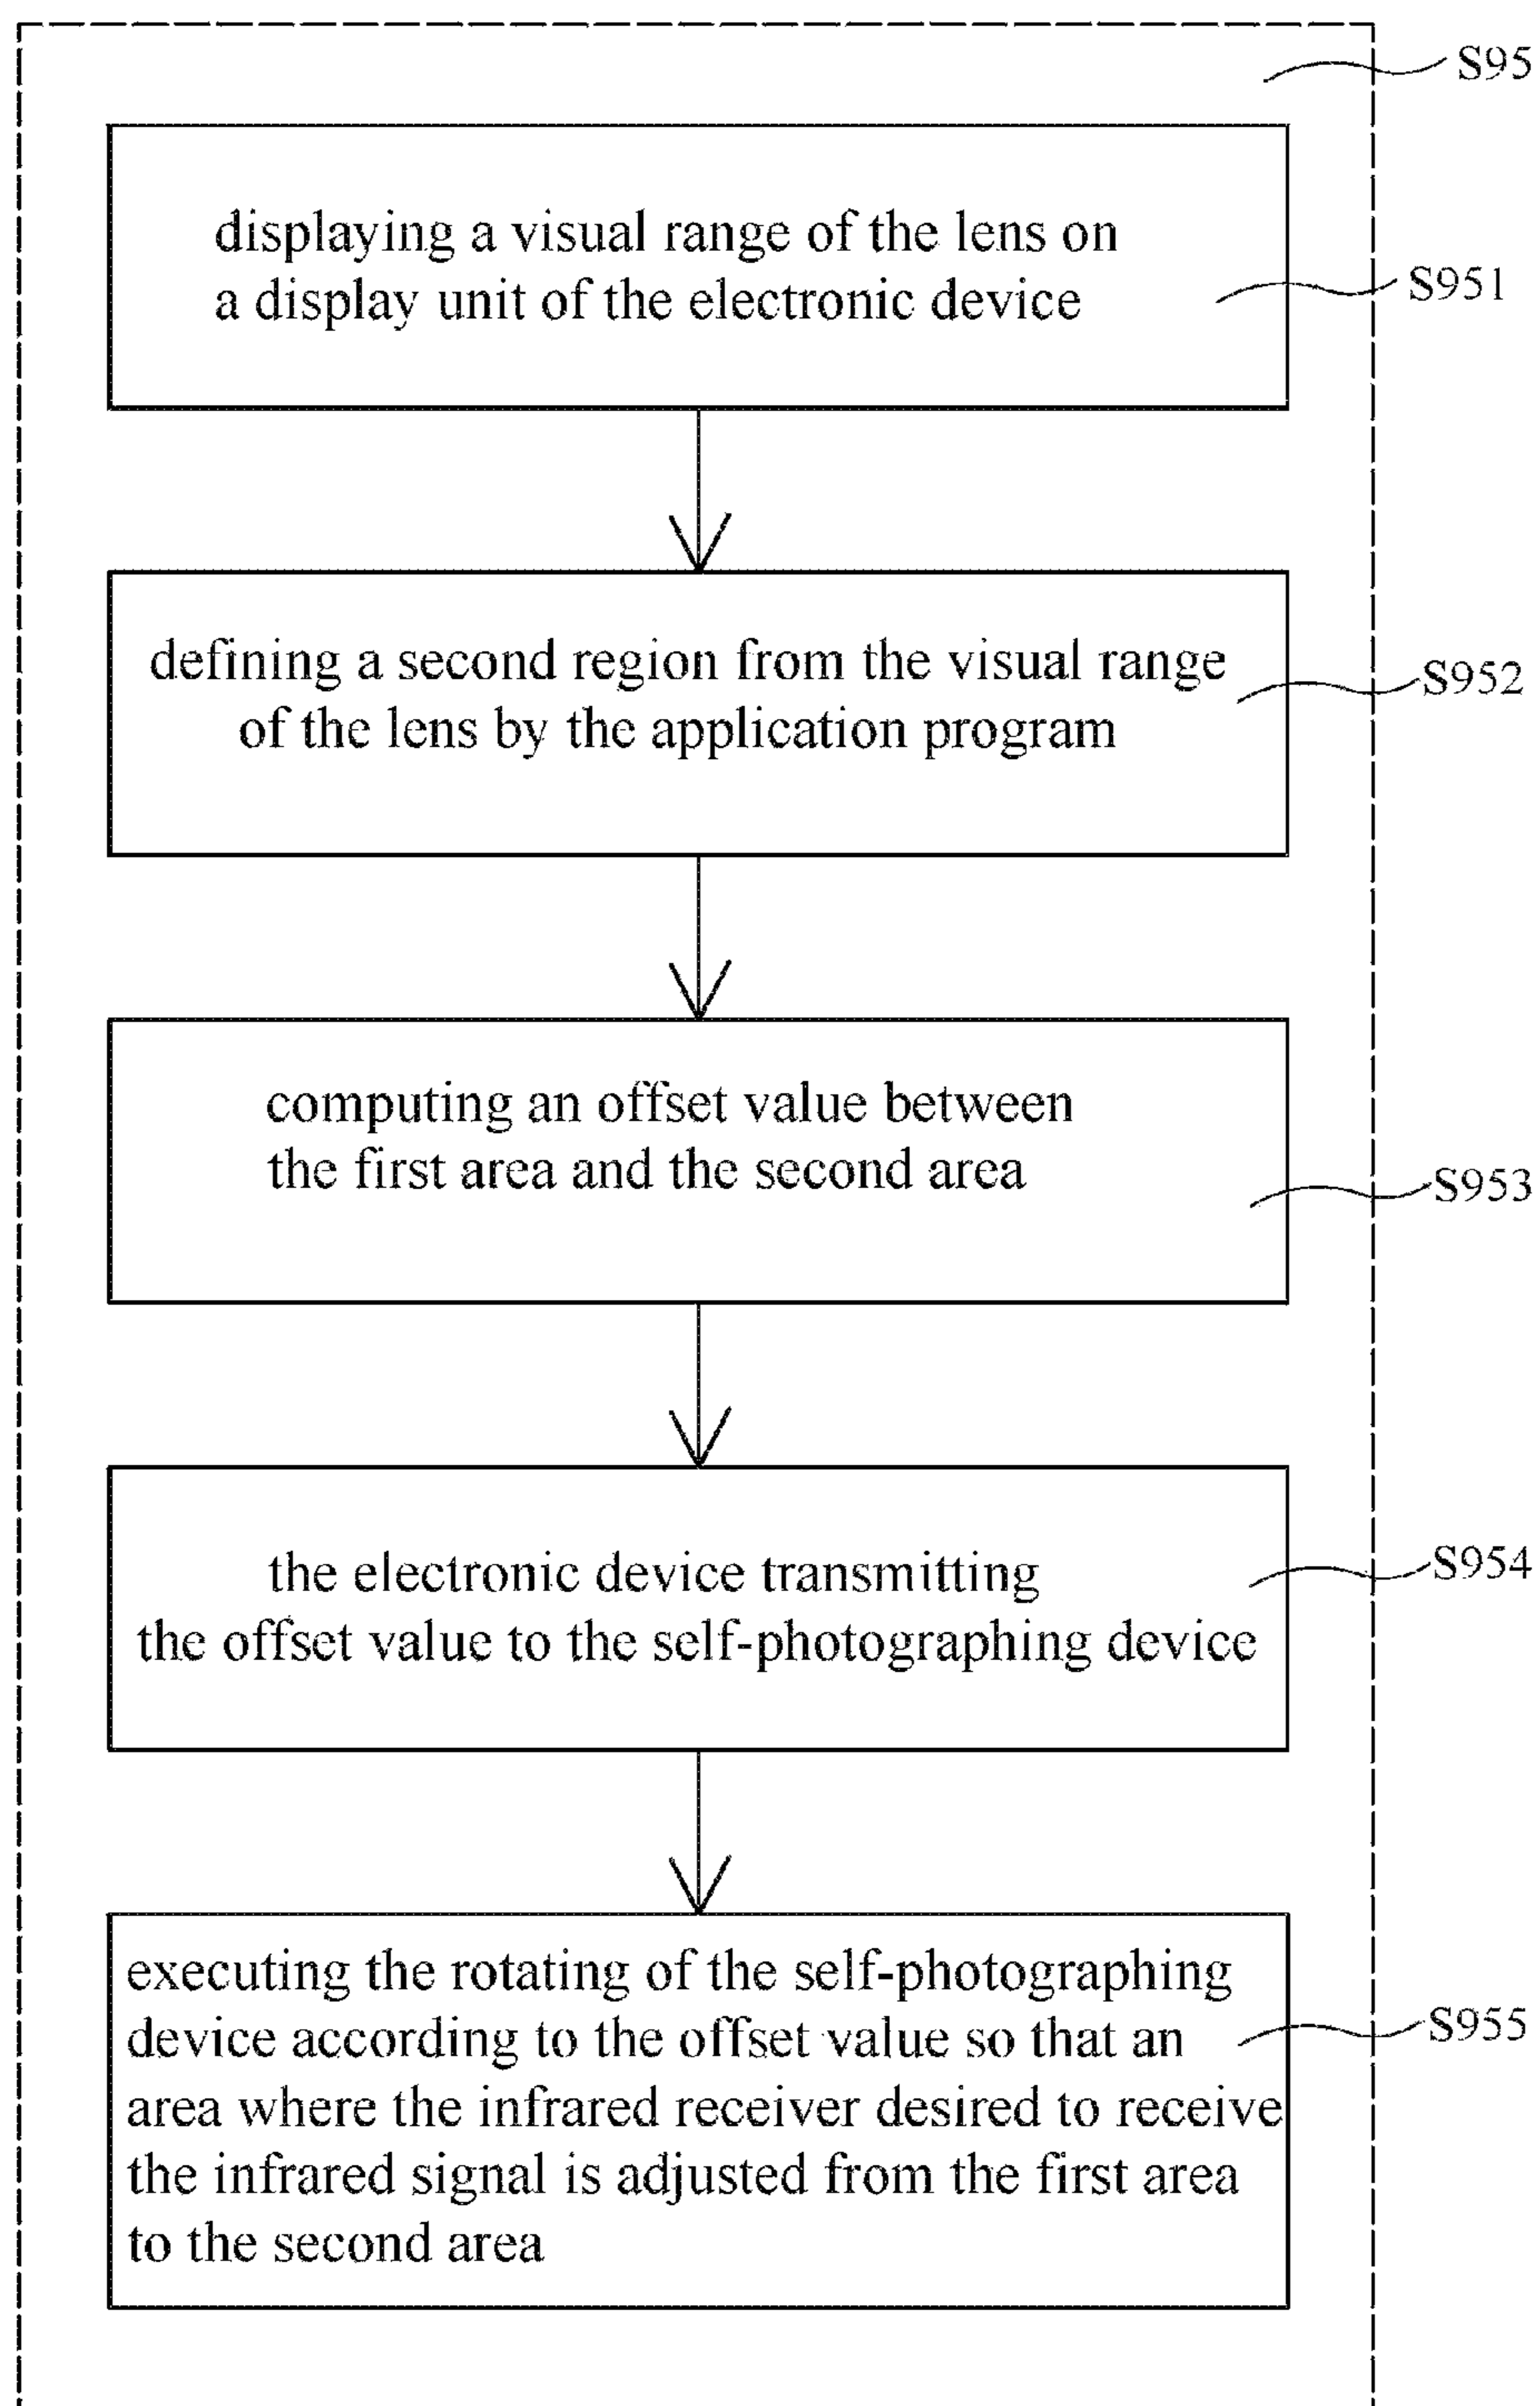 S95
displaying a visual range of the lens on
a display unit of the electronic device
S951
defining a second region from the visual range
of the lens by the application program
S952
computing an offset value between
the first area and the second area
S953
the electronic device transmitting
the offset value to the self-photographing device
S954
executing the rotating of the self-photographing
device according to the offset value so that an
area where the infrared receiver desired to receive
the infrared signal is adjusted from the first area
to the second area
S955